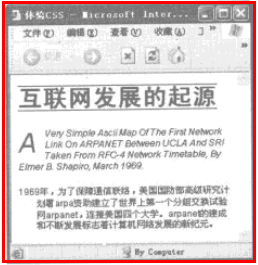 体验CSS - Microsoft Inter...
文件(F) 编辑(E) 查看(V) 收藏 » 
互联网发展的起源
A Very Simple Ascii Map Of The First Network
Link On ARPANET Between UCLA And SRI
Taken From RFC-4 Network Timetable, By
Elmer B. Shapiro, March 1969.
1969年，为了保障通信联络，美国国防部高级研究计
划署arpa资助建立了世界上第一个分组交换试验
网arpanet，连接美国四个大学。arpanet的建成
和不断发展标志着计算机网络发展的新纪元。
By Computer